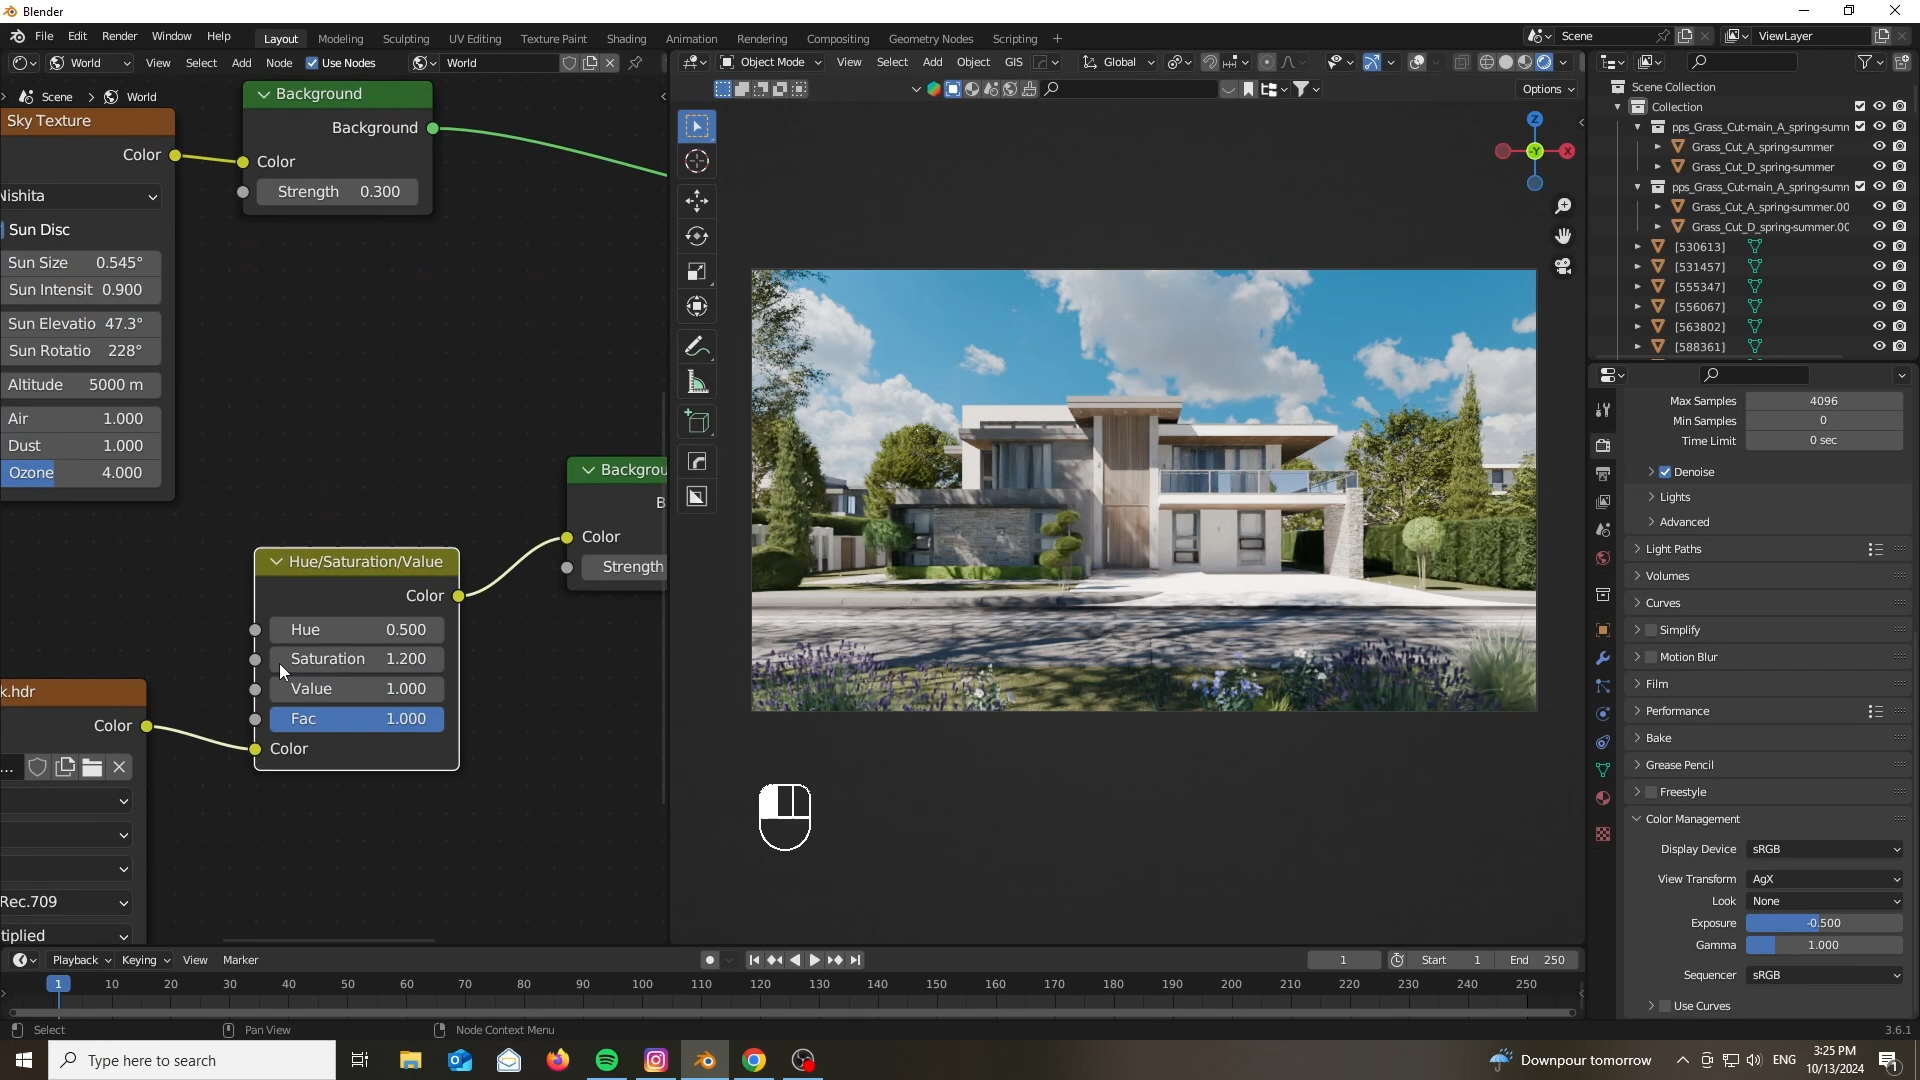 Blender
File Edit Render Window Help Layout Modeling Sculpting UV Editing Texture Paint Shading Animation Rendering Compositing Geometry Nodes Scripting Scene ViewLayer
World View Select Add Node Use Nodes World Object Mode View Select Add Object GIS Global
Scene World
Options
Background
Background
Color
Strength 0.300
Sky Texture
Color
Nishita
Sun Disc
Sun Size 0.545°
Sun Intensit 0.900
Sun Elevatio 47.3°
Sun Rotatio 228°
Altitude 5000 m
Air 1.000
Dust 1.000
Ozone 4.000
Backgrou
B
Color
Strength
Hue/Saturation/Value
Color
Hue 0.500
Saturation 1.200
Value 1.000
Fac 1.000
Color
k.hdr
Color
...
Rec.709
tiplied
Z
-Y
X
Scene Collection
Collection
pps_Grass_Cut-main_A_spring-sumn
Grass_Cut_A_spring-summer
Grass_Cut_D_spring-summer
pps_Grass_Cut-main_A_spring-sumn
Grass_Cut_A_spring-summer.00
Grass_Cut_D_spring-summer.00
[530613]
[531457]
[555347]
[556067]
[563802]
[588361]
Max Samples 4096
Min Samples 0
Time Limit 0 sec
Denoise
Lights
Advanced
Light Paths
Volumes
Curves
Simplify
Motion Blur
Film
Performance
Bake
Grease Pencil
Freestyle
Color Management
Display Device sRGB
View Transform AgX
Look None
Exposure -0.500
Gamma 1.000
Sequencer sRGB
Use Curves
Playback Keying View Marker 1 Start 1 End 250
1 10 20 30 40 50 60 70 80 90 100 110 120 130 140 150 160 170 180 190 200 210 220 230 240 250
Select Pan View Node Context Menu 3.6.1
Type here to search Downpour tomorrow ENG 3:25 PM
10/13/2024
1